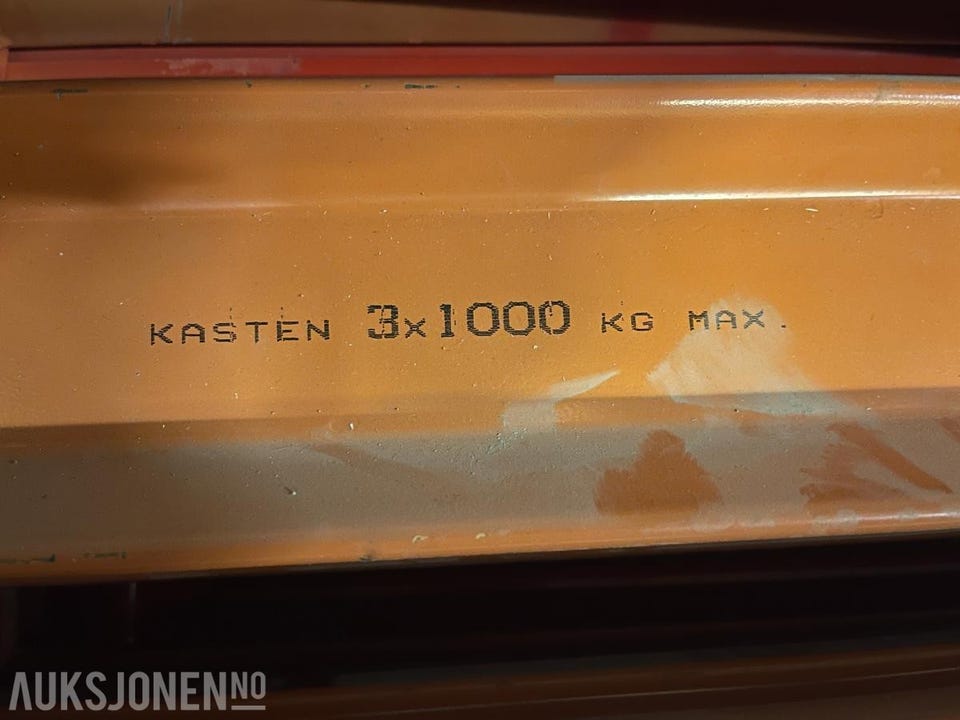 KASTEN 3x1000 KG MAX.
AUKSJONEN NO